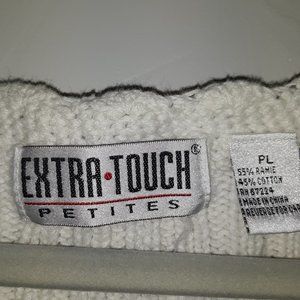 EXTRA•TOUCH®
PETITES
PL
55% RAMIE
45% COTTON
RN 67224
MADE IN CHINA